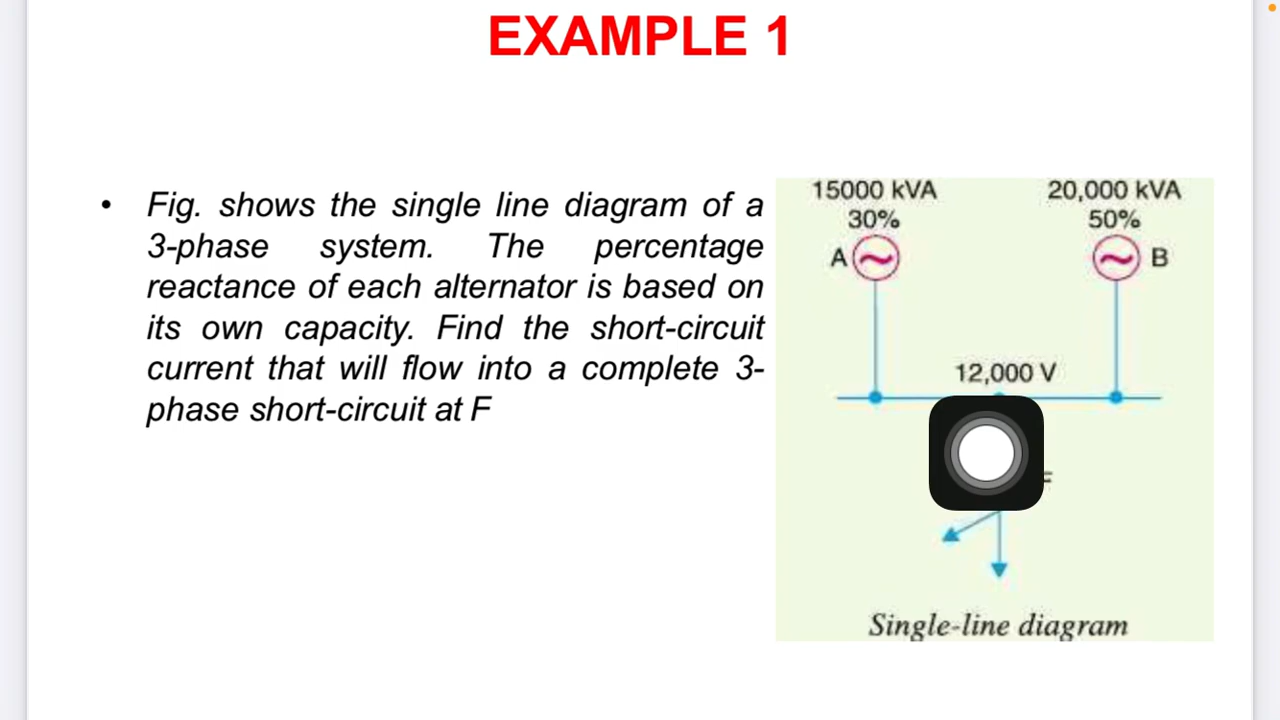 EXAMPLE 1
• Fig. shows the single line diagram of a
3-phase system. The percentage
reactance of each alternator is based on
its own capacity. Find the short-circuit
current that will flow into a complete 3-
phase short-circuit at F
15000 kVA
30%
A
20,000 kVA
50%
B
12,000 V
Single-line diagram